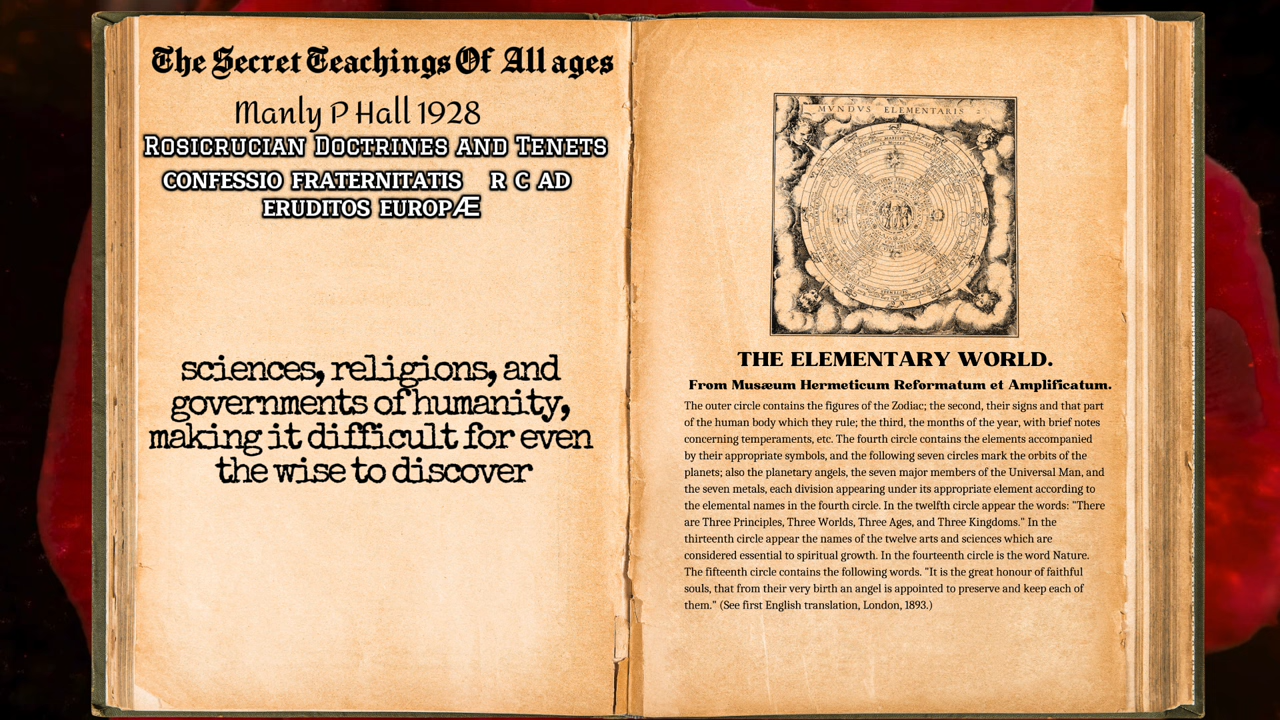 The Secret Teachings Of All ages
Manly P Hall 1928
Rosicrucian Doctrines and Tenets
CONFESSIO FRATERNITATIS R C AD
ERUDITOS EUROPÆ
sciences, religions, and
governments of humanity,
making it difficult for even
the wise to discover
MVNDVS ELEMENTARIS
THE ELEMENTARY WORLD.
From Musæum Hermeticum Reformatum et Amplificatum.
The outer circle contains the figures of the Zodiac; the second, their signs and that part
of the human body which they rule; the third, the months of the year, with brief notes
concerning temperaments, etc. The fourth circle contains the elements accompanied
by their appropriate symbols, and the following seven circles mark the orbits of the
planets; also the planetary angels, the seven major members of the Universal Man, and
the seven metals, each division appearing under its appropriate element according to
the elemental names in the fourth circle. In the twelfth circle appear the words: "There
are Three Principles, Three Worlds, Three Ages, and Three Kingdoms." In the
thirteenth circle appear the names of the twelve arts and sciences which are
considered essential to spiritual growth. In the fourteenth circle is the word Nature.
The fifteenth circle contains the following words. "It is the great honour of faithful
souls, that from their very birth an angel is appointed to preserve and keep each of
them." (See first English translation, London, 1893.)